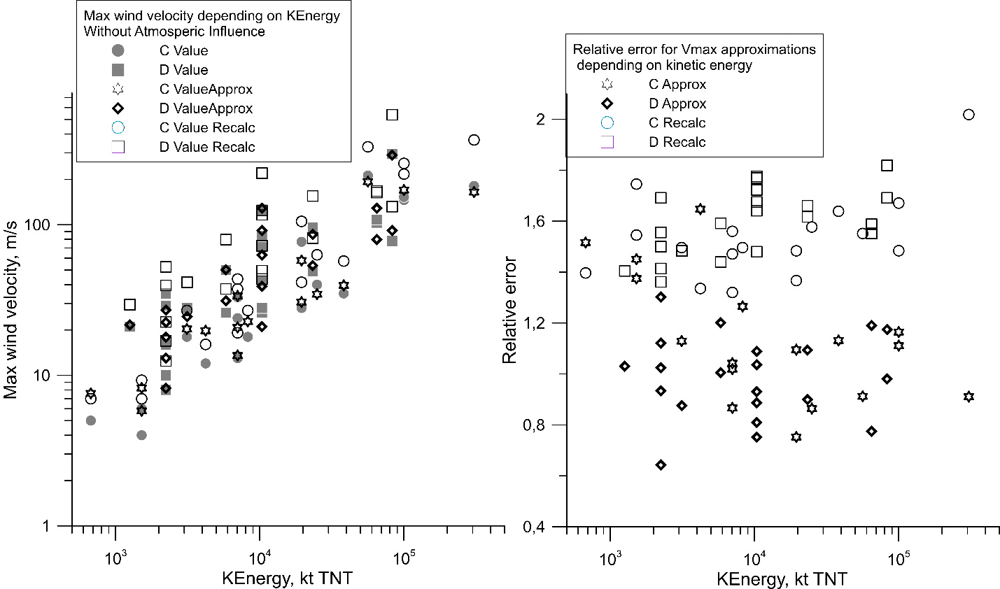 Max wind velocity depending on KEnergy
Without Atmosperic Influence
C Value
D Value
C ValueApprox
D ValueApprox
C Value Recalc
D Value Recalc
Max wind velocity, m/s
100
10
1
10³
10⁴
10⁵
KEnergy, kt TNT
Relative error for Vmax approximations
depending on kinetic energy
C Approx
D Approx
C Recalc
D Recalc
Relative error
2
1,6
1,2
0,8
0,4
10³
10⁴
10⁵
KEnergy, kt TNT